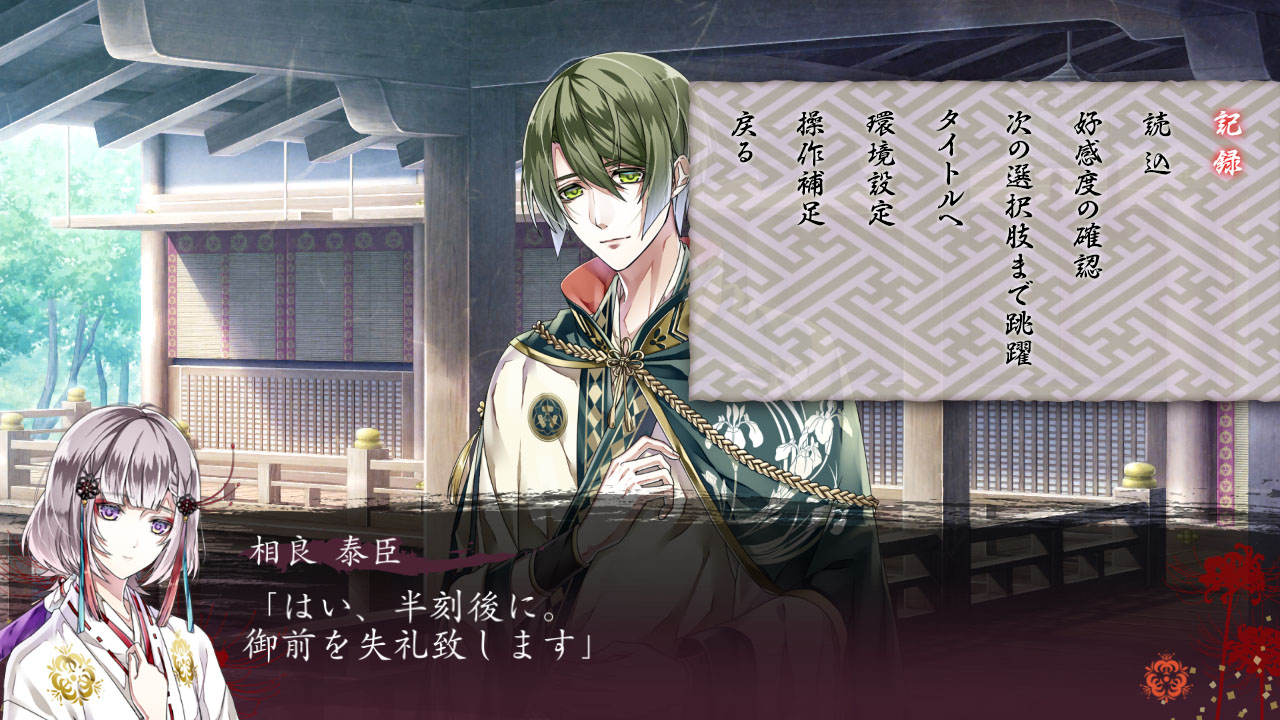 記録
読込
好感度の確認
次の選択肢まで跳躍
タイトルへ
環境設定
操作補足
戻る
相良 泰臣
「はい、半刻後に。
御前を失礼致します」